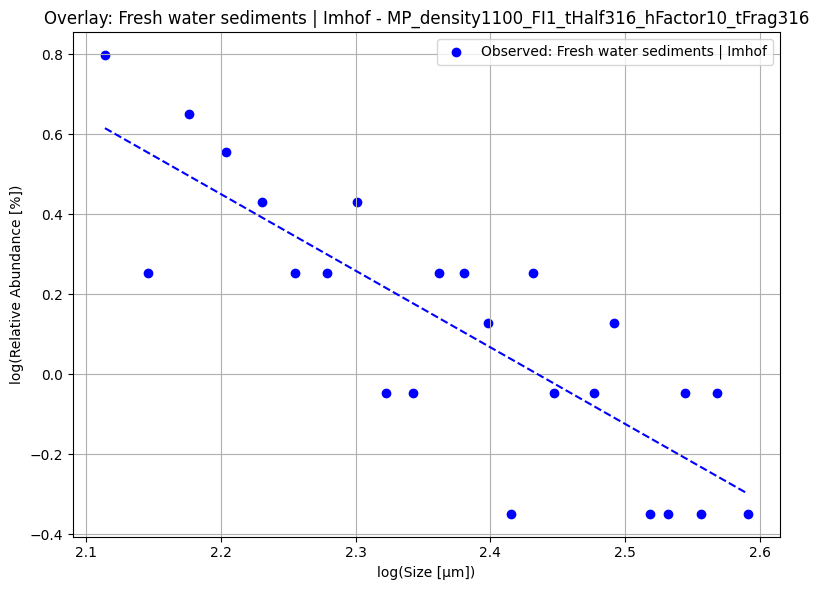 Overlay: Fresh water sediments | Imhof - MP_density1100_FI1_tHalf316_hFactor10_tFrag316
Observed: Fresh water sediments | Imhof
log(Relative Abundance [%])
0.8
0.6
0.4
0.2
0.0
−0.2
−0.4
2.1 2.2 2.3 2.4 2.5 2.6
log(Size [μm])